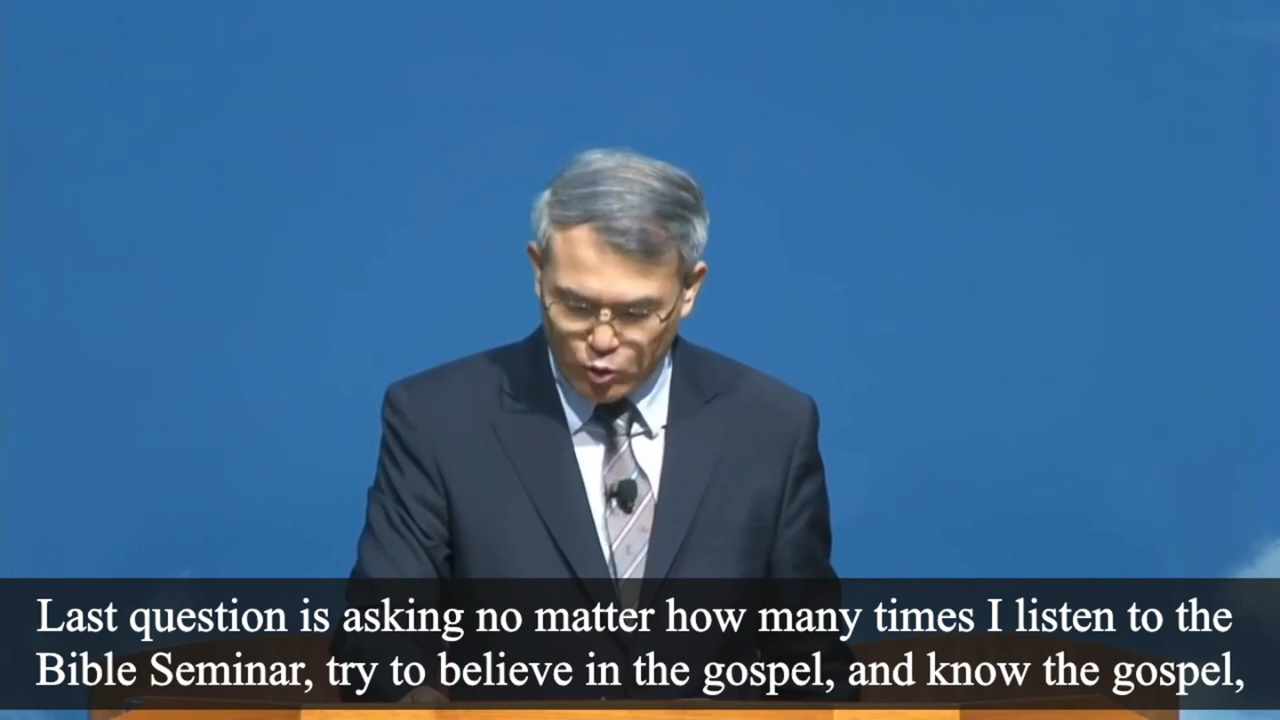 Last question is asking no matter how many times I listen to the
Bible Seminar, try to believe in the gospel, and know the gospel,